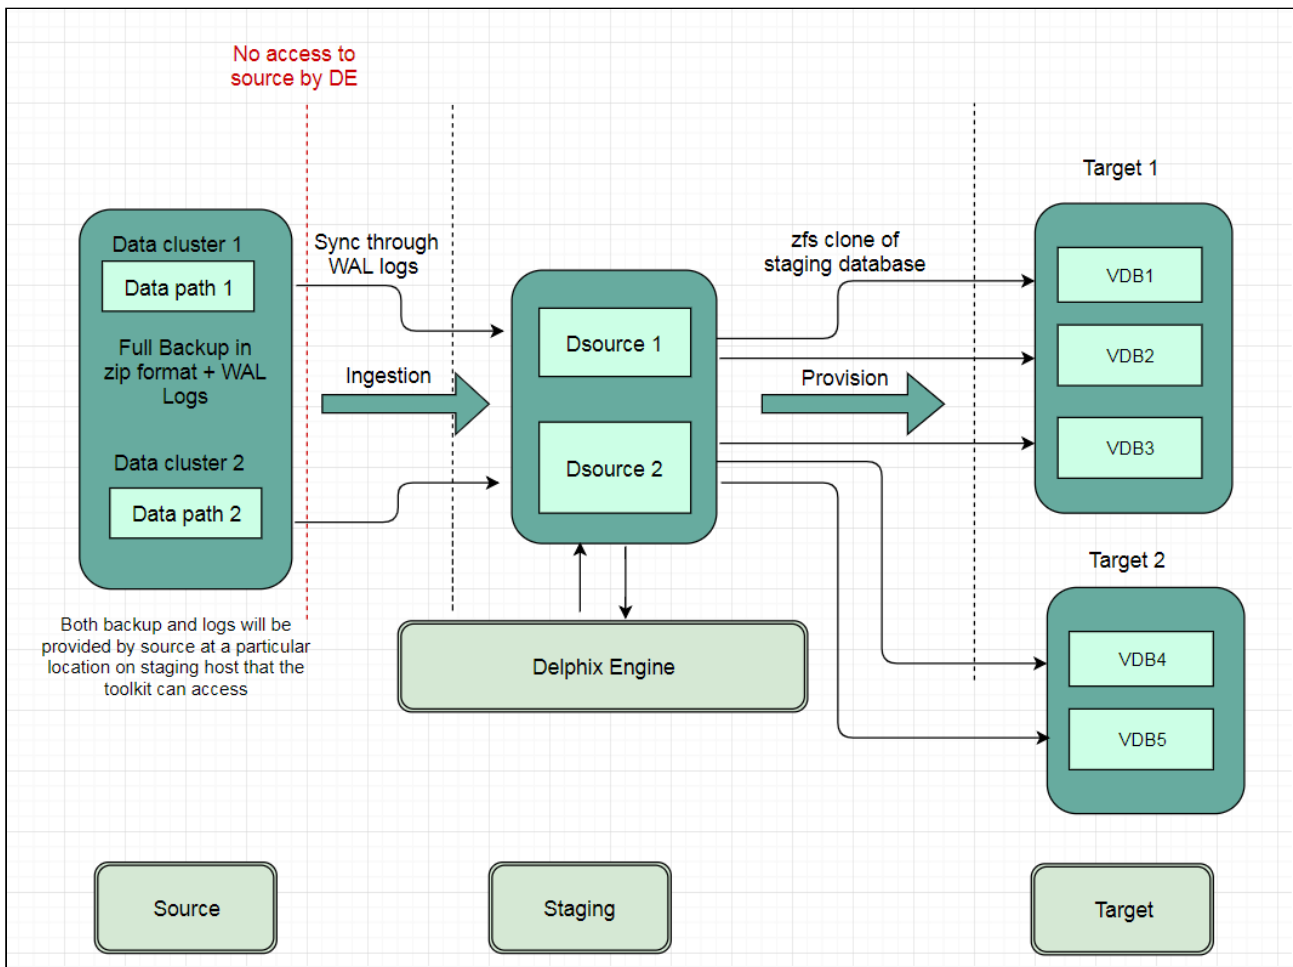 No access to
source by DE
Target 1
Data cluster 1
Data path 1
Full Backup in
zip format + WAL
Logs
Data cluster 2
Data path 2
Sync through
WAL logs
Ingestion
Dsource 1
Dsource 2
zfs clone of
staging database
Provision
VDB1
VDB2
VDB3
Target 2
VDB4
VDB5
Both backup and logs will be
provided by source at a particular
location on staging host that the
toolkit can access
Delphix Engine
Source
Staging
Target